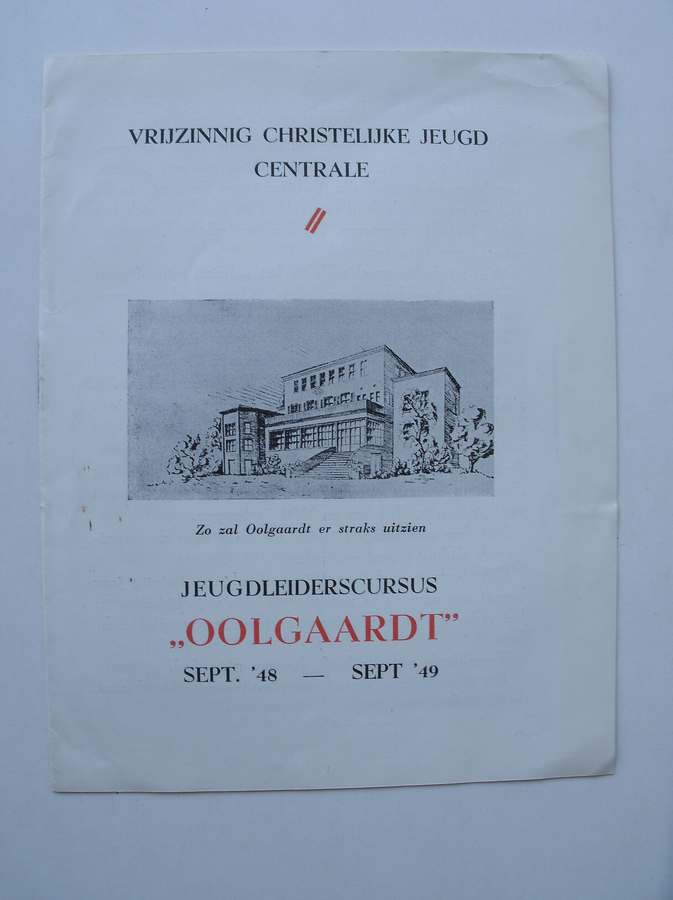 VRIJZINNIG CHRISTELIJKE JEUGD
CENTRALE
Zo zal Oolgaardt er straks uitzien
JEUGDLEIDERSCURSUS
„OOLGAARDT”
SEPT. '48 — SEPT '49